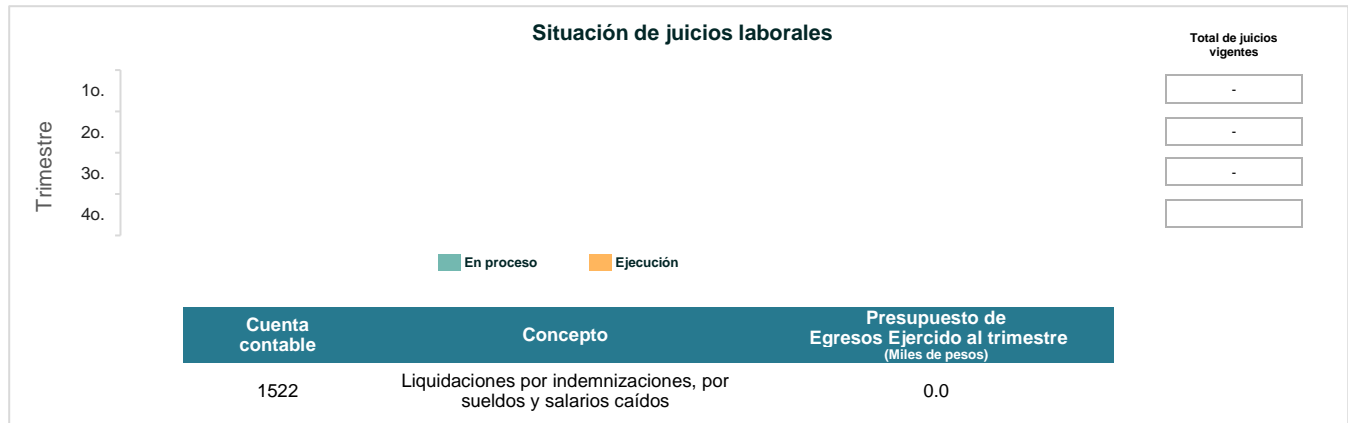 Situación de juicios laborales
Total de juicios
vigentes
Trimestre
1o.
-
2o.
-
3o.
-
4o.
En proceso
Ejecución
Cuenta
contable
Concepto
Presupuesto de
Egresos Ejercido al trimestre
(Miles de pesos)
1522
Liquidaciones por indemnizaciones, por
sueldos y salarios caídos
0.0